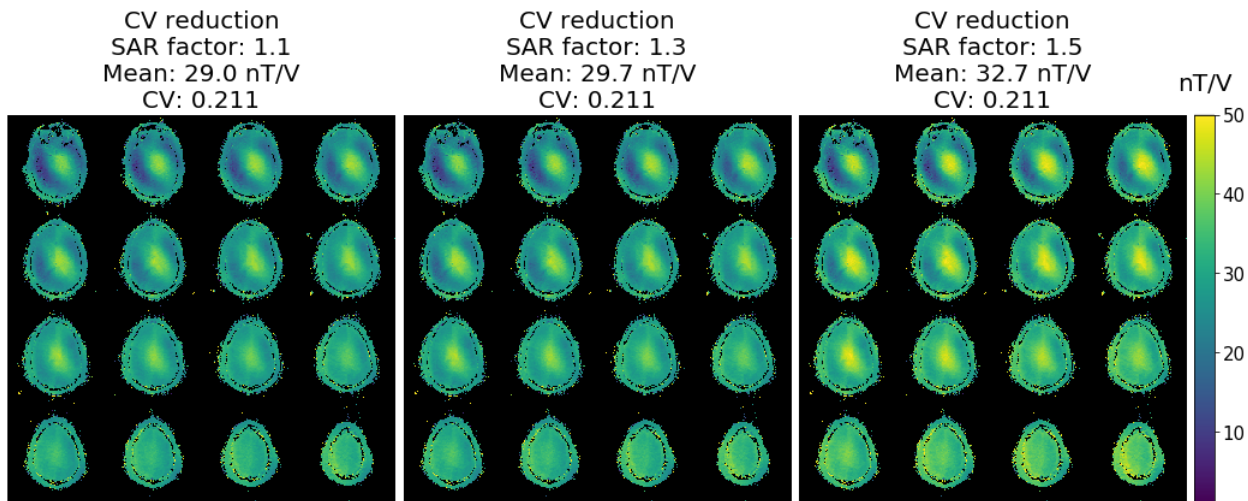 CV reduction
SAR factor: 1.1
Mean: 29.0 nT/V
CV: 0.211
CV reduction
SAR factor: 1.3
Mean: 29.7 nT/V
CV: 0.211
CV reduction
SAR factor: 1.5
Mean: 32.7 nT/V
CV: 0.211
nT/V
50
40
30
20
10